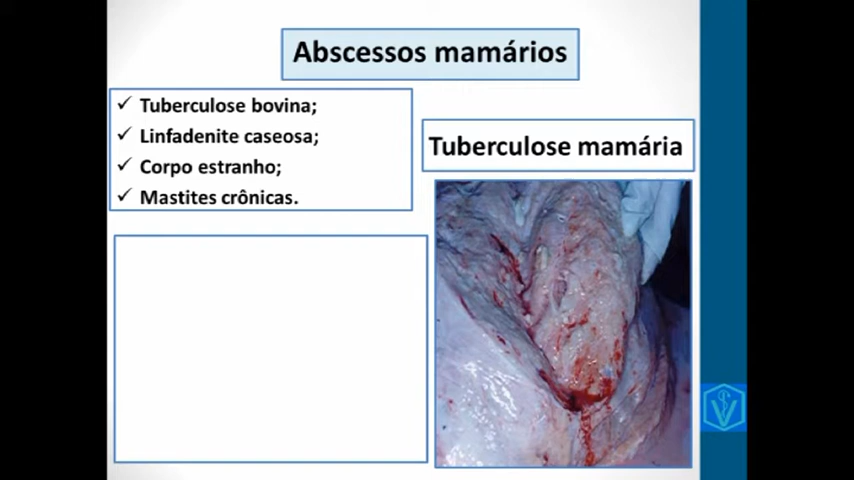 Abscessos mamários
✓ Tuberculose bovina;
✓ Linfadenite caseosa;
✓ Corpo estranho;
✓ Mastites crônicas.
Tuberculose mamária